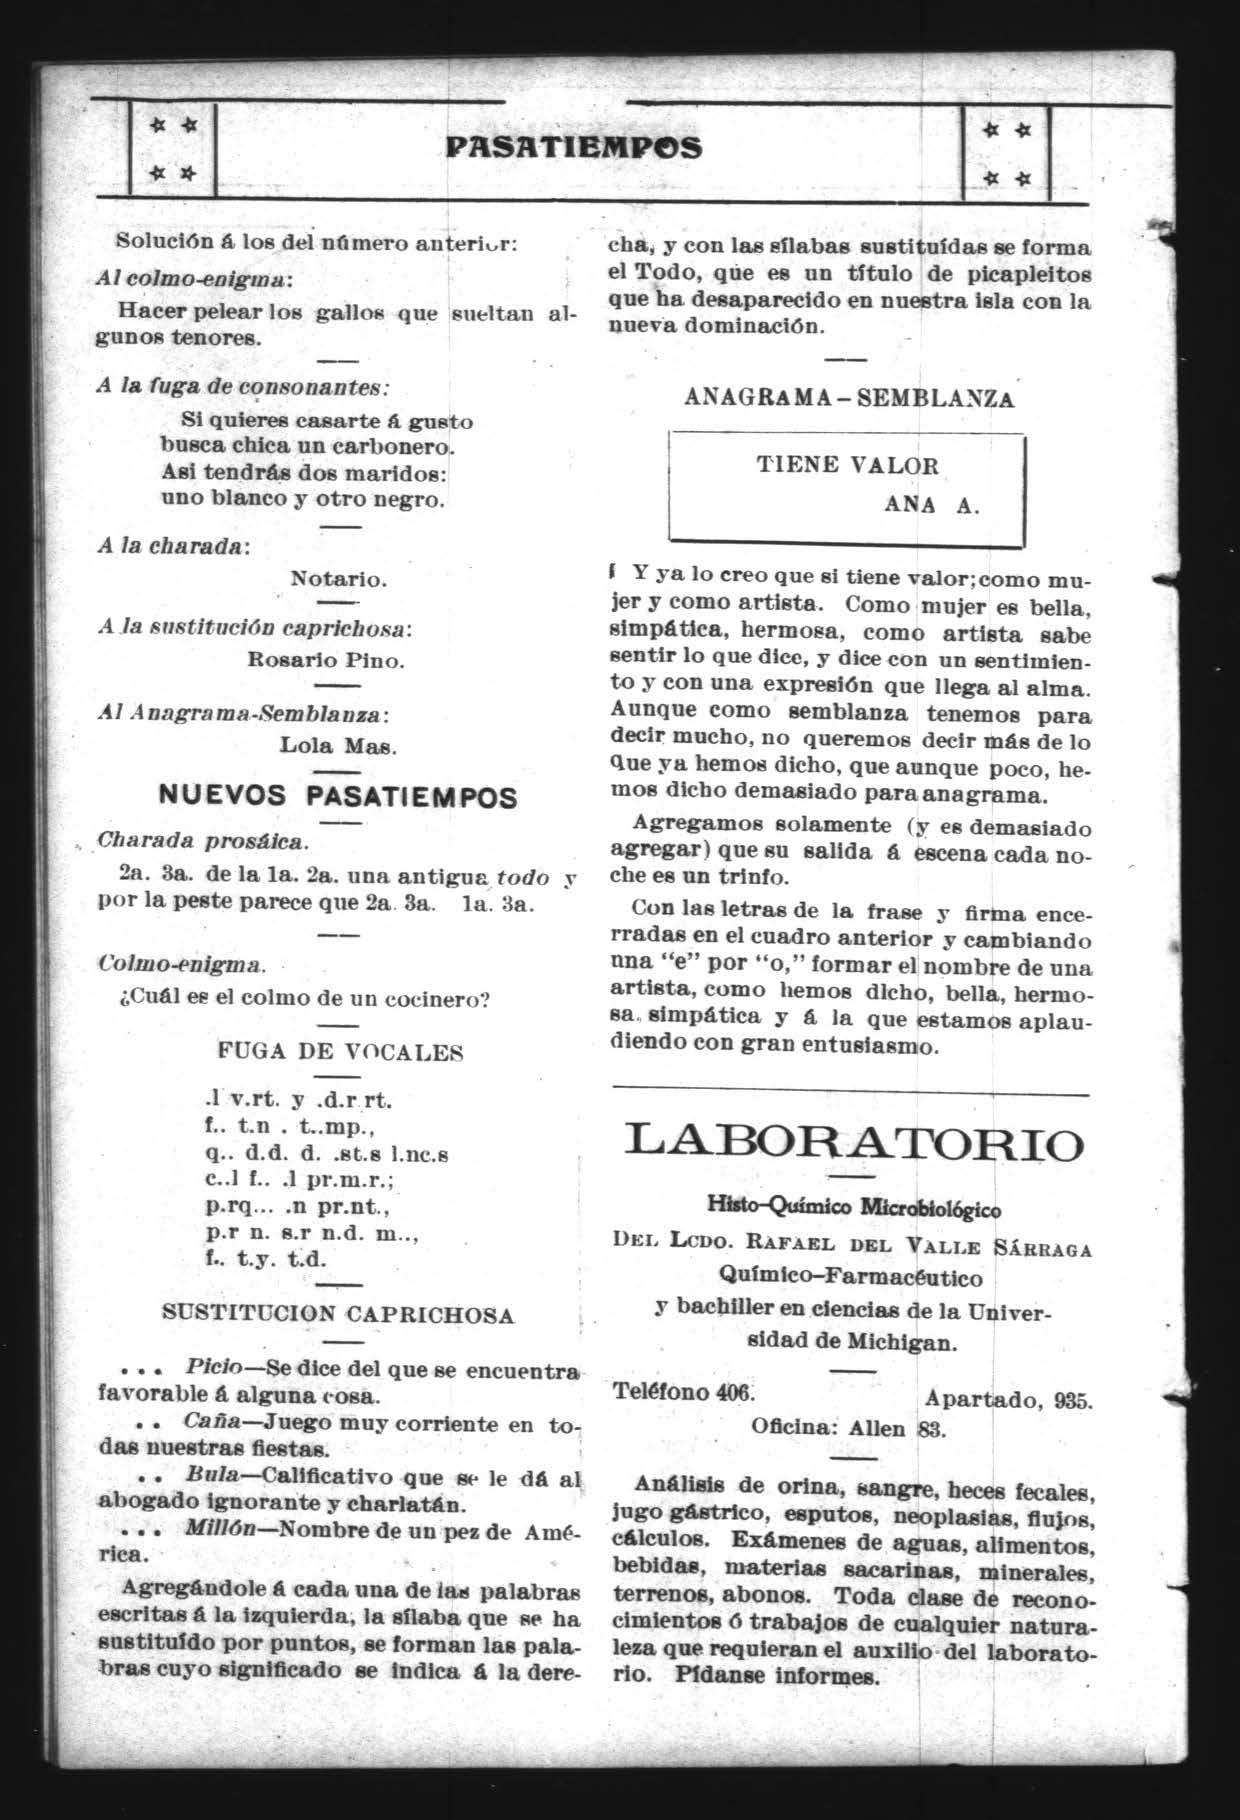 PASATIEMPOS
Solución á los del número anterior:
Al colmo-enigma:
Hacer pelear los gallos que sueltan al-
gunos tenores.
A la fuga de consonantes:
Si quieres casarte á gusto
busca chica un carbonero.
Asi tendrás dos maridos:
uno blanco y otro negro.
A la charada:
Notario.
A la sustitución caprichosa:
Rosario Pino.
Al Anagrama-Semblanza:
Lola Mas.
NUEVOS PASATIEMPOS
Charada prosáica.
2a. 3a. de la 1a. 2a. una antigua todo y
por la peste parece que 2a. 3a. 1a. 3a.
Colmo-enigma.
¿Cuál es el colmo de un cocinero?
FUGA DE VOCALES
.l v.rt. y .d.r.rt.
f.. t.n . t..mp.,
q.. d.d. d. .st.s l.nc.s
c..l f.. .l pr.m.r.;
p.rq... .n pr.nt.,
p.r n. s.r n.d. m..,
f.. t.y. t.d.
SUSTITUCION CAPRICHOSA
... Picio—Se dice del que se encuentra
favorable á alguna cosa.
.. Caña—Juego muy corriente en to-
das nuestras fiestas.
.. Bula—Calificativo que se le dá al
abogado ignorante y charlatán.
... Millón—Nombre de un pez de Amé-
rica.
Agregándole á cada una de las palabras
escritas á la izquierda, la sílaba que se ha
sustituído por puntos, se forman las pala-
bras cuyo significado se indica á la dere-
cha, y con las sílabas sustituídas se forma
el Todo, que es un título de picapleitos
que ha desaparecido en nuestra isla con la
nueva dominación.
ANAGRAMA-SEMBLANZA
TIENE VALOR
ANA A.
Y ya lo creo que si tiene valor; como mu-
jer y como artista. Como mujer es bella,
simpática, hermosa, como artista sabe
sentir lo que dice, y dice con un sentimien-
to y con una expresión que llega al alma.
Aunque como semblanza tenemos para
decir mucho, no queremos decir más de lo
que ya hemos dicho, que aunque poco, he-
mos dicho demasiado para anagrama.
Agregamos solamente (y es demasiado
agregar) que su salida á escena cada no-
che es un trinfo.
Con las letras de la frase y firma ence-
rradas en el cuadro anterior y cambiando
una "e" por "o," formar el nombre de una
artista, como hemos dicho, bella, hermo-
sa, simpática y á la que estamos aplau-
diendo con gran entusiasmo.
LABORATORIO
Histo-Químico Microbiológico
DEL LCDO. RAFAEL DEL VALLE SÁRRAGA
Químico-Farmacéutico
y bachiller en ciencias de la Univer-
sidad de Michigan.
Teléfono 406. Apartado, 935.
Oficina: Allen 83.
Análisis de orina, sangre, heces fecales,
jugo gástrico, esputos, neoplasias, flujos,
cálculos. Exámenes de aguas, alimentos,
bebidas, materias sacarinas, minerales,
terrenos, abonos. Toda clase de recono-
cimientos ó trabajos de cualquier natura-
leza que requieran el auxilio del laborato-
rio. Pídanse informes.